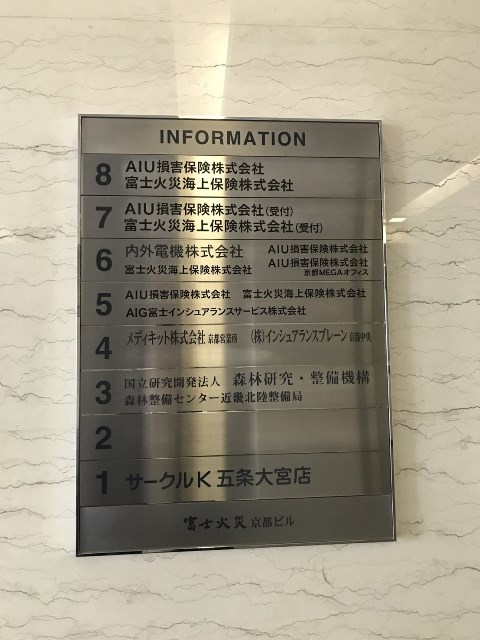 INFORMATION
8 AIU損害保険株式会社
富士火災海上保険株式会社
7 AIU損害保険株式会社(受付)
富士火災海上保険株式会社(受付)
6 内外電機株式会社 AIU損害保険株式会社
富士火災海上保険株式会社 AIU損害保険株式会社
京都MEGAオフィス
5 AIU損害保険株式会社 富士火災海上保険株式会社
AIG富士インシュアランスサービス株式会社
4 メディキット株式会社 京都営業所 (株)インシュアランスブレーン 京都中央
3 国立研究開発法人 森林研究・整備機構
森林整備センター近畿北陸整備局
2
1 サークルK 五条大宮店
富士火災 京都ビル